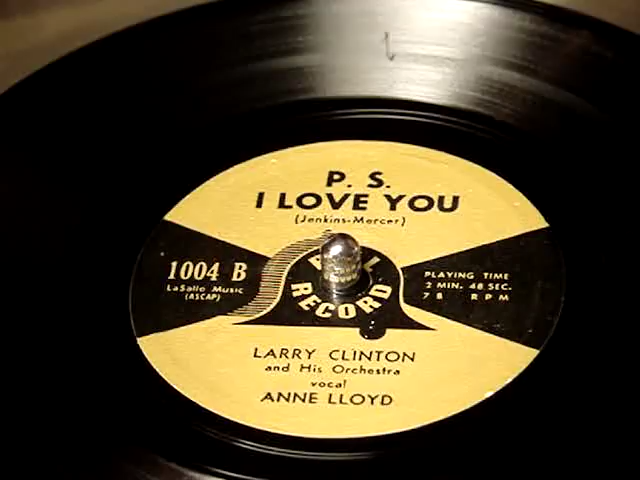 P. S.
I LOVE YOU
(Jenkins-Mercer)
1004 B
LaSalle Music
(ASCAP)
RECORD
PLAYING TIME
2 MIN. 48 SEC.
78 RPM
LARRY CLINTON
and His Orchestra
vocal
ANNE LLOYD